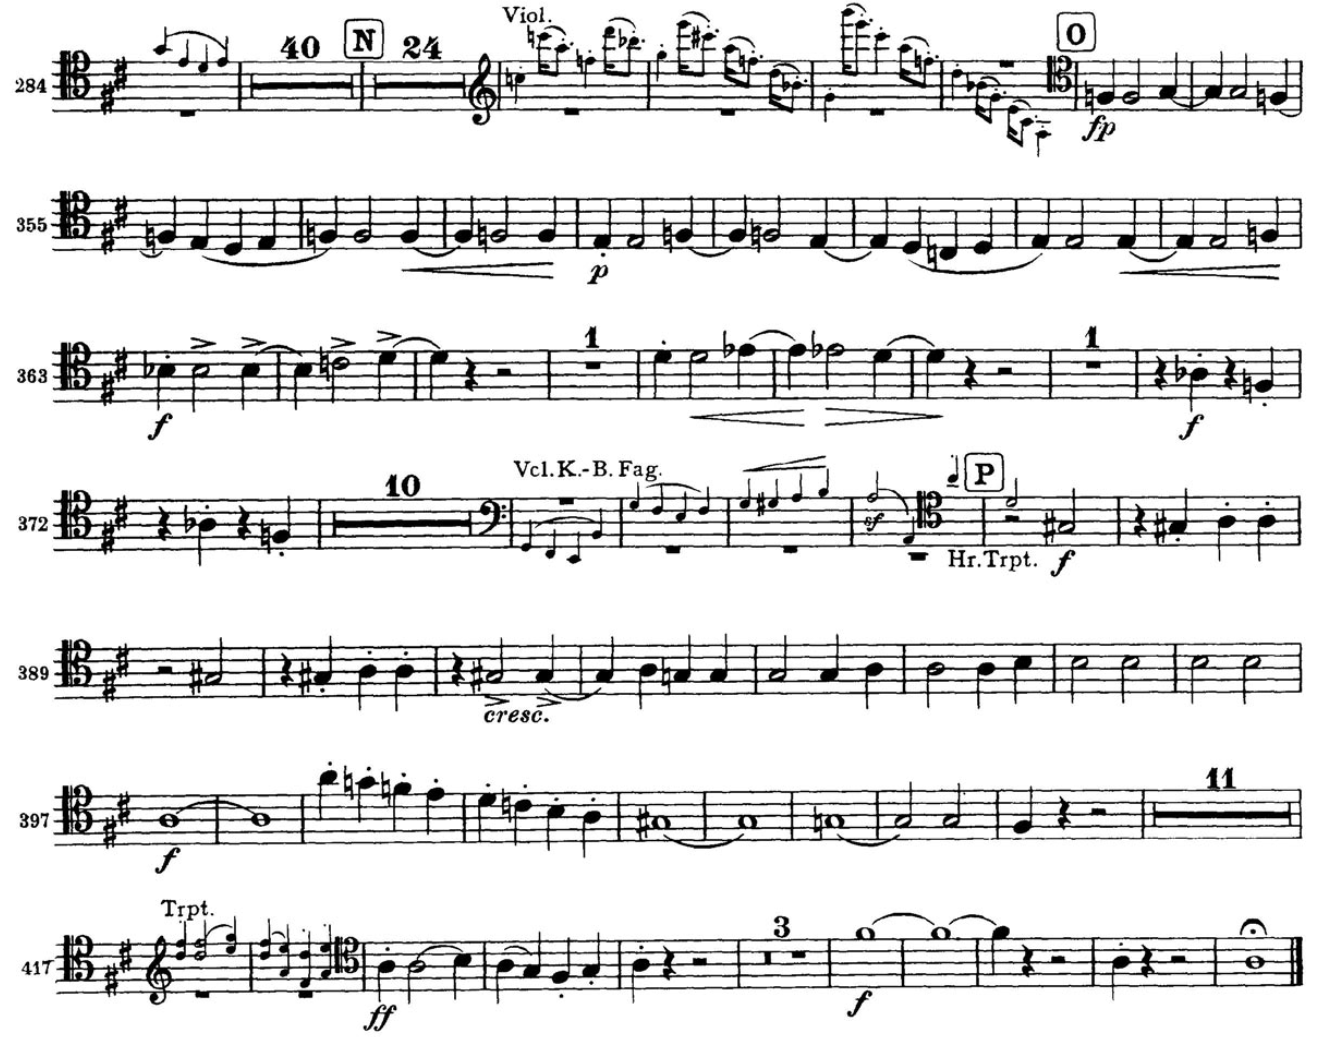 Viol.
284 40 N 24 O
fp
355
p
363 1 1
f f
Vcl. K.-B. Fag.
372 10 P
sf
Hr. Trpt. f
389
cresc.
397 11
f
Trpt.
417 3
ff f